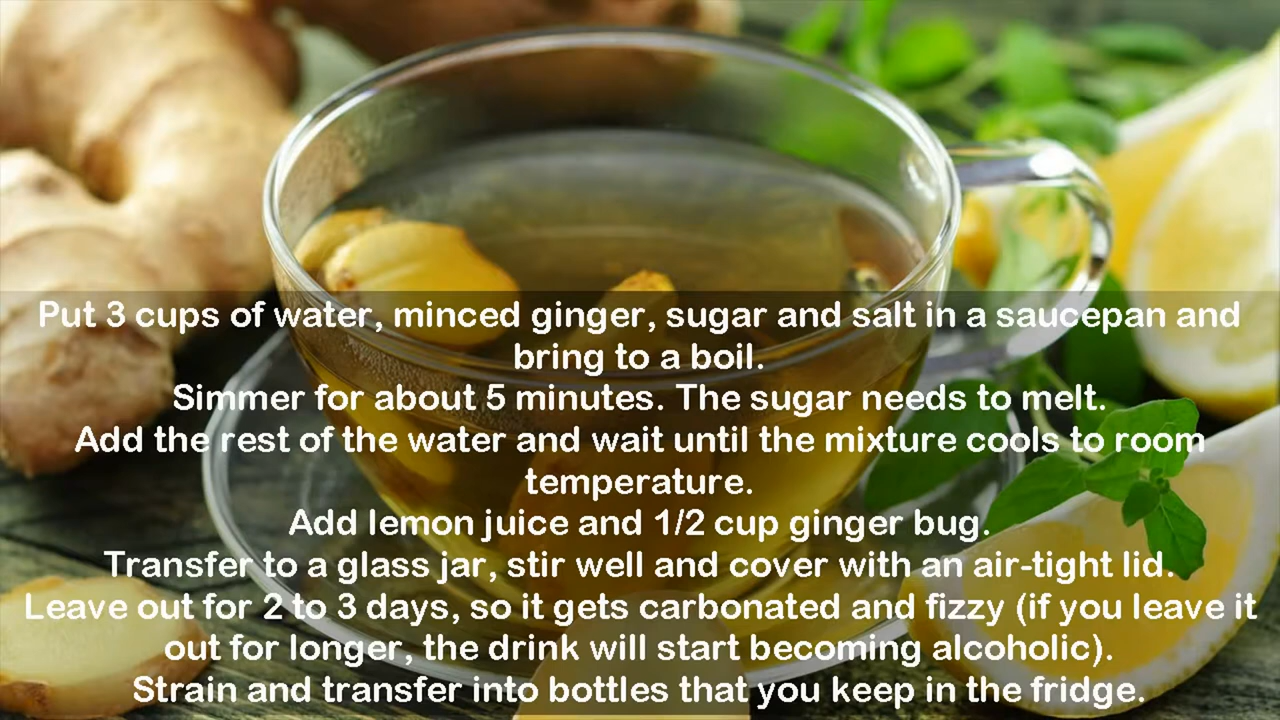 Put 3 cups of water, minced ginger, sugar and salt in a saucepan and
bring to a boil.
Simmer for about 5 minutes. The sugar needs to melt.
Add the rest of the water and wait until the mixture cools to room
temperature.
Add lemon juice and 1/2 cup ginger bug.
Transfer to a glass jar, stir well and cover with an air-tight lid.
Leave out for 2 to 3 days, so it gets carbonated and fizzy (if you leave it
out for longer, the drink will start becoming alcoholic).
Strain and transfer into bottles that you keep in the fridge.